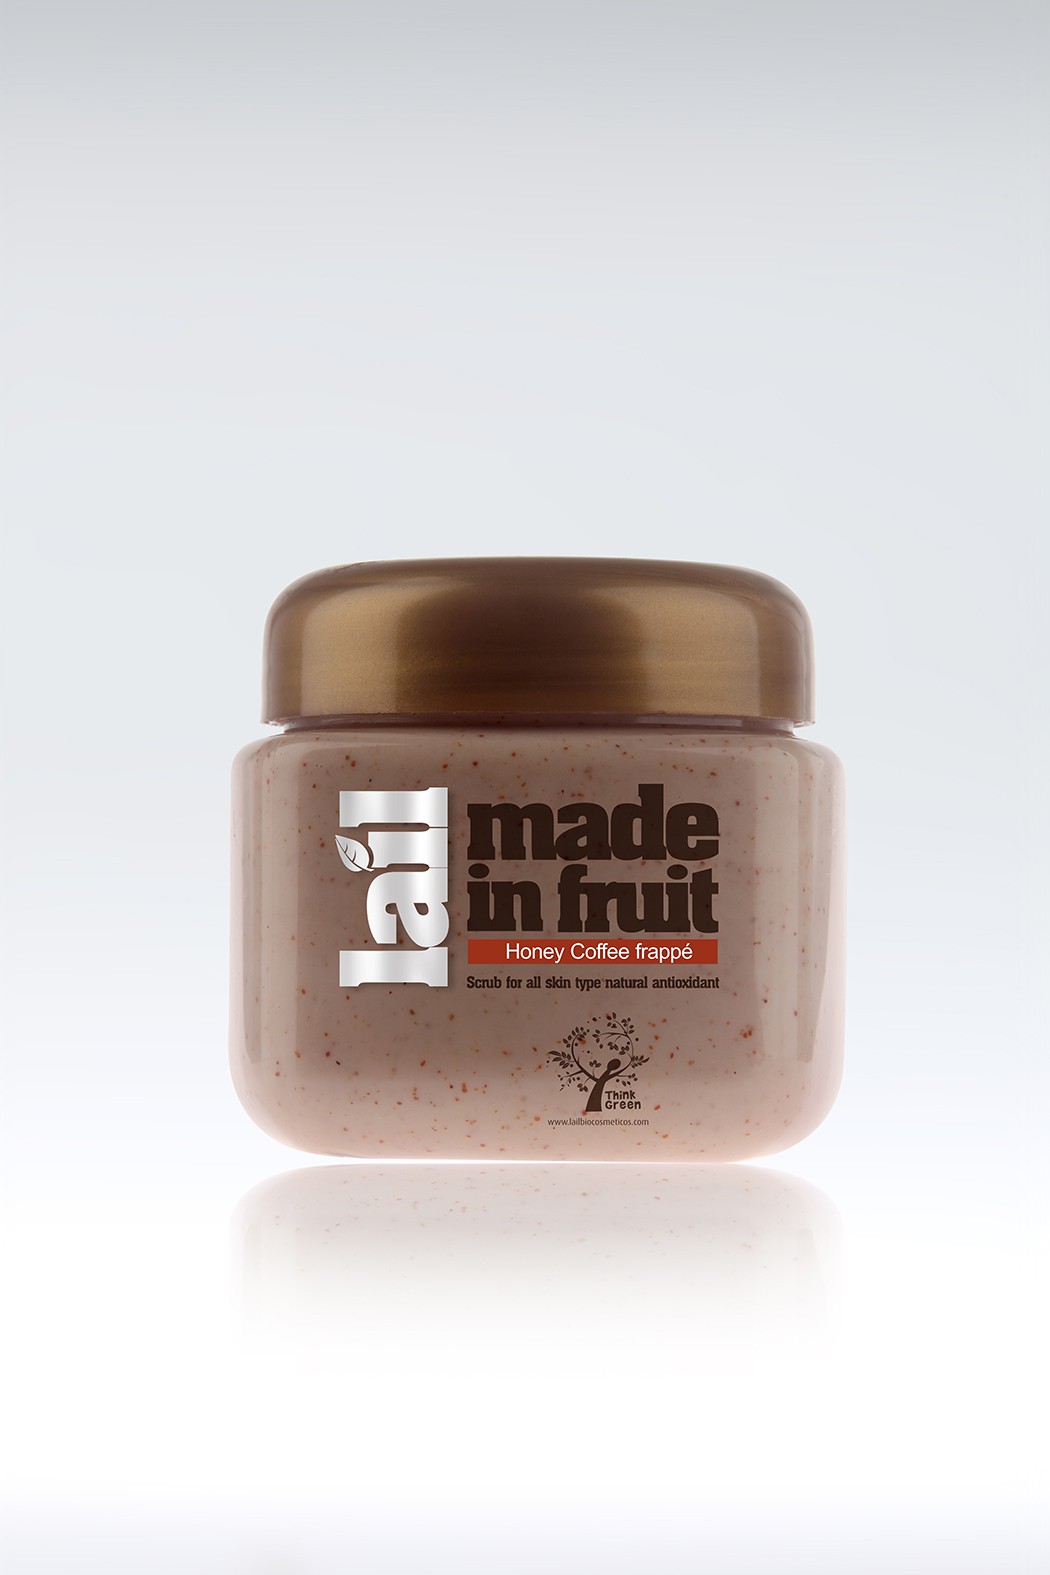 lail
made
in fruit
Honey Coffee frappé
Scrub for all skin type natural antioxidant
Think
Green
www.lailbiocosmeticos.com